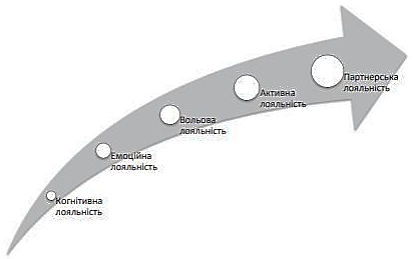 Партнерська
лояльність
Активна
лояльність
Вольова
лояльність
Емоційна
лояльність
Когнітивна
лояльність